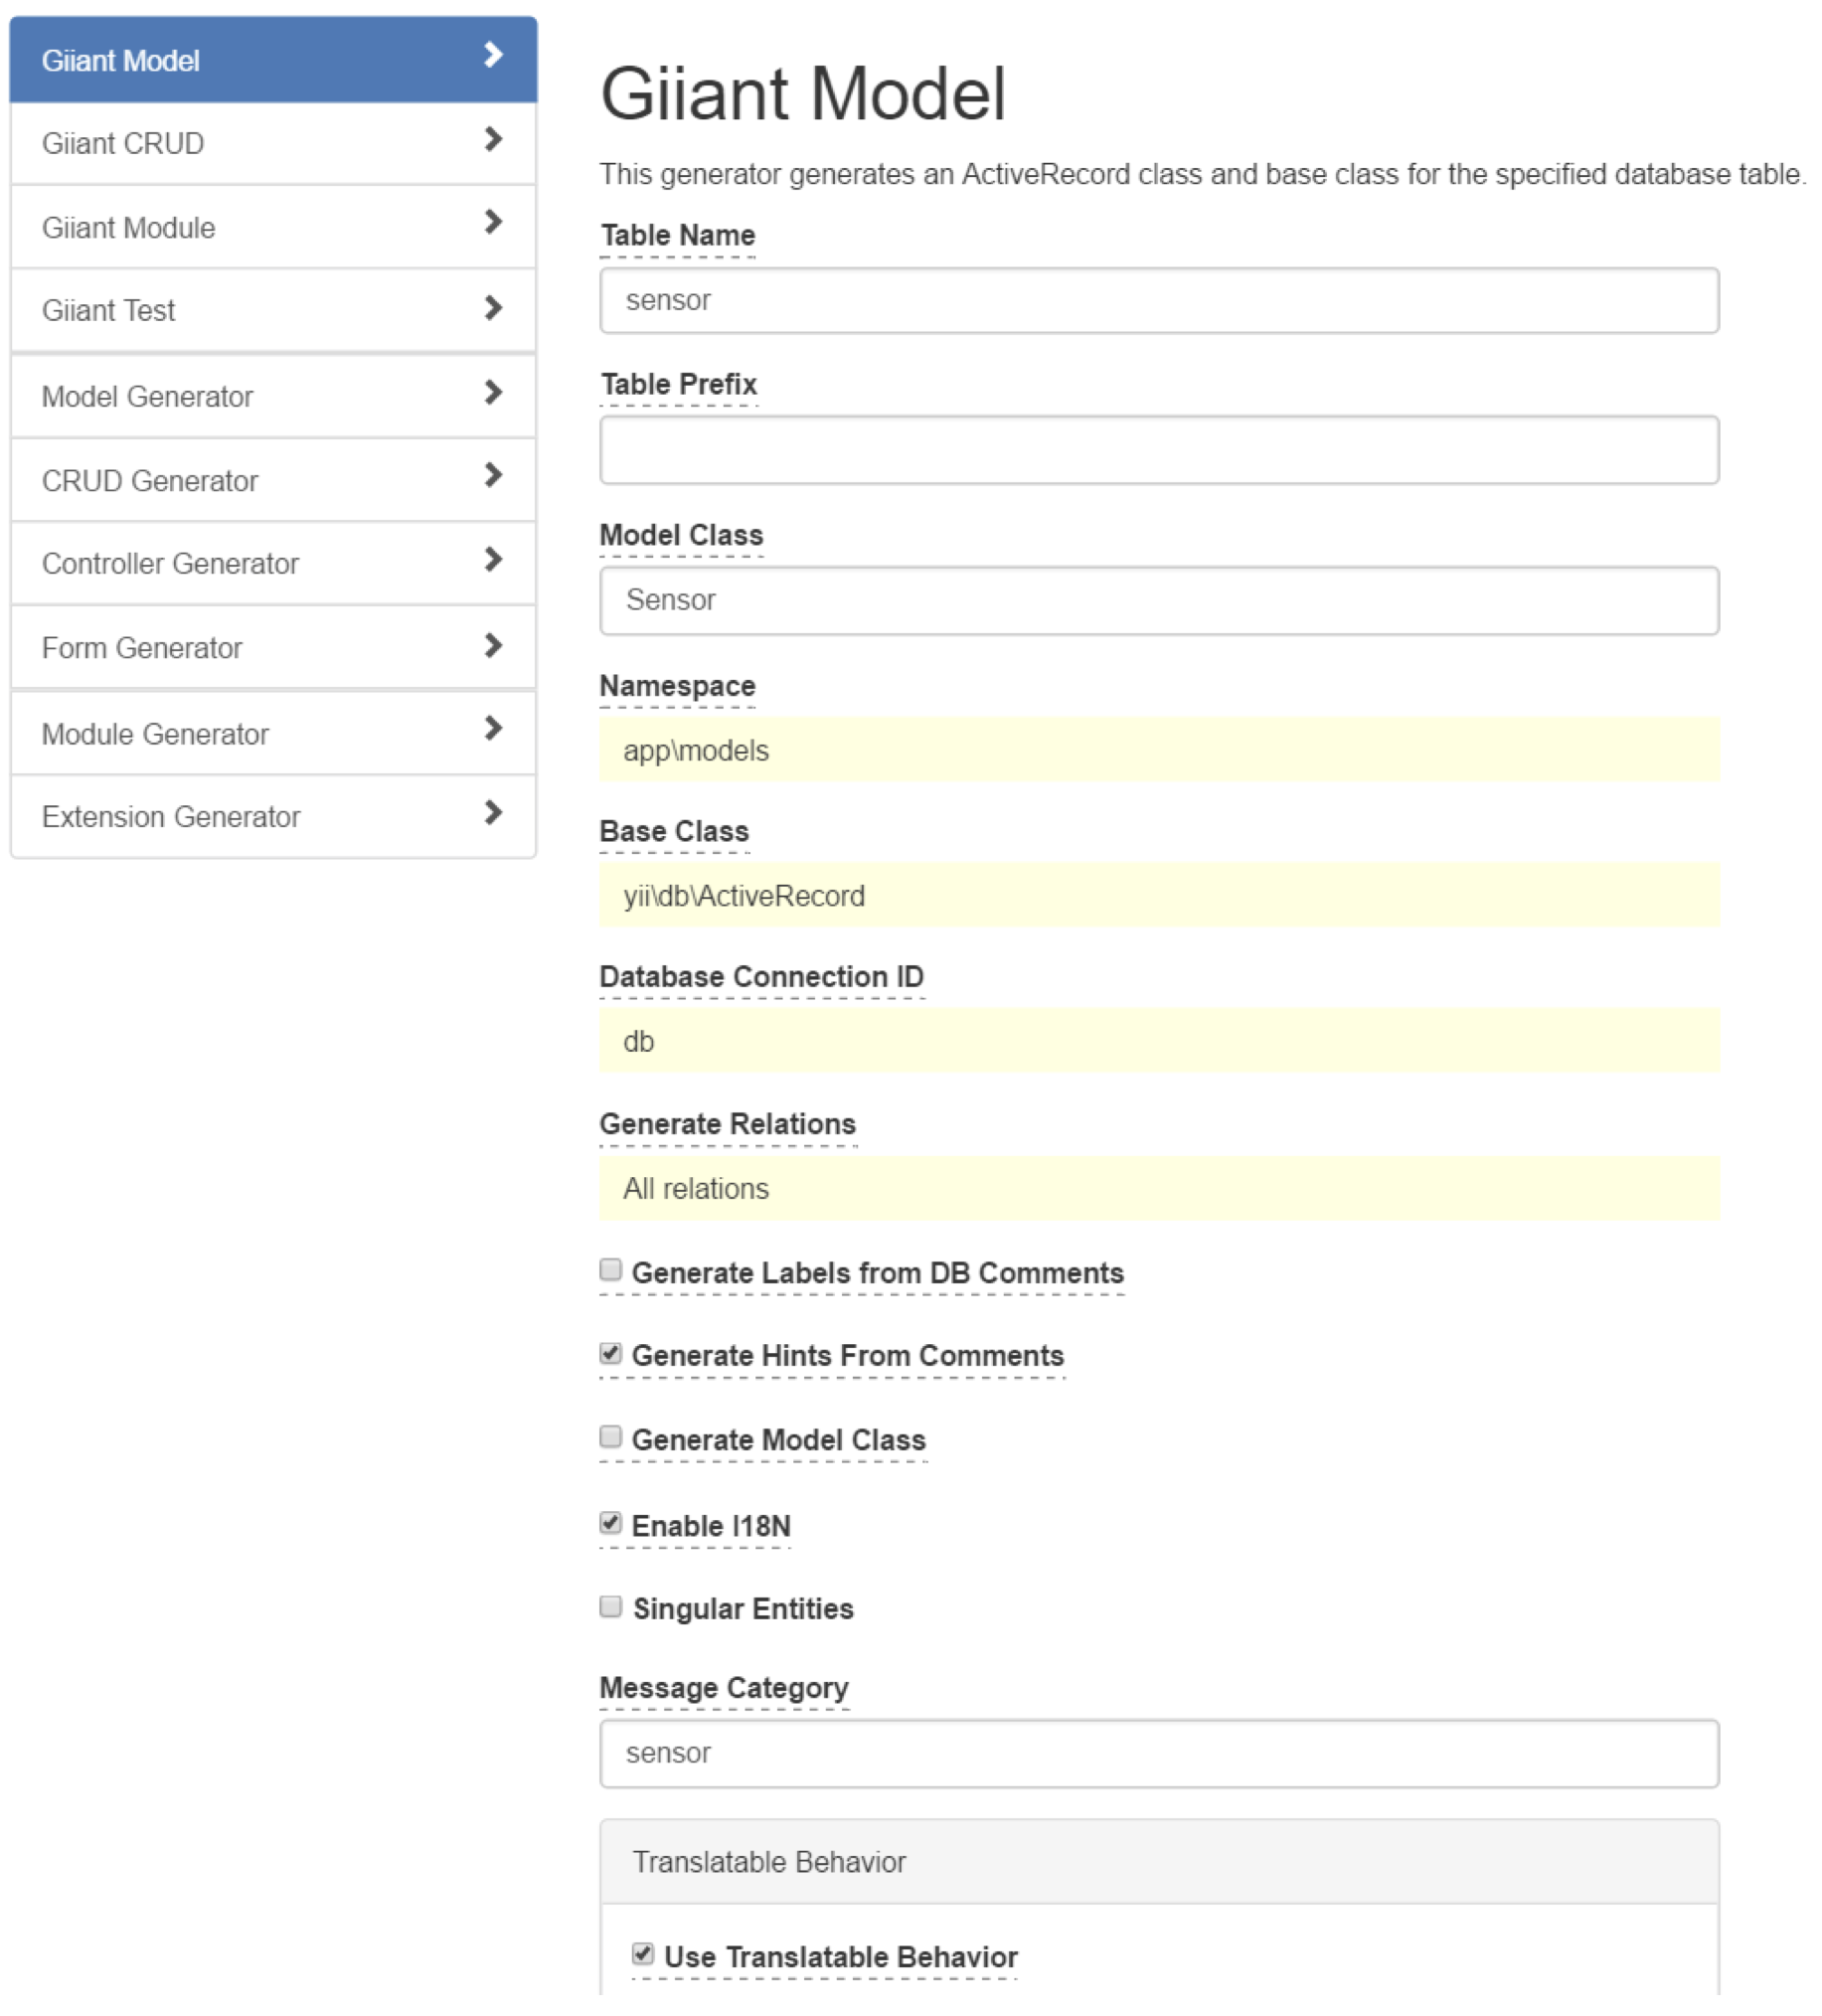 Giiant Model
Giiant CRUD
Giiant Module
Giiant Test
Model Generator
CRUD Generator
Controller Generator
Form Generator
Module Generator
Extension Generator
Giiant Model
This generator generates an ActiveRecord class and base class for the specified database table.
Table Name
sensor
Table Prefix
Model Class
Sensor
Namespace
app\models
Base Class
yii\db\ActiveRecord
Database Connection ID
db
Generate Relations
All relations
Generate Labels from DB Comments
Generate Hints From Comments
Generate Model Class
Enable I18N
Singular Entities
Message Category
sensor
Translatable Behavior
Use Translatable Behavior